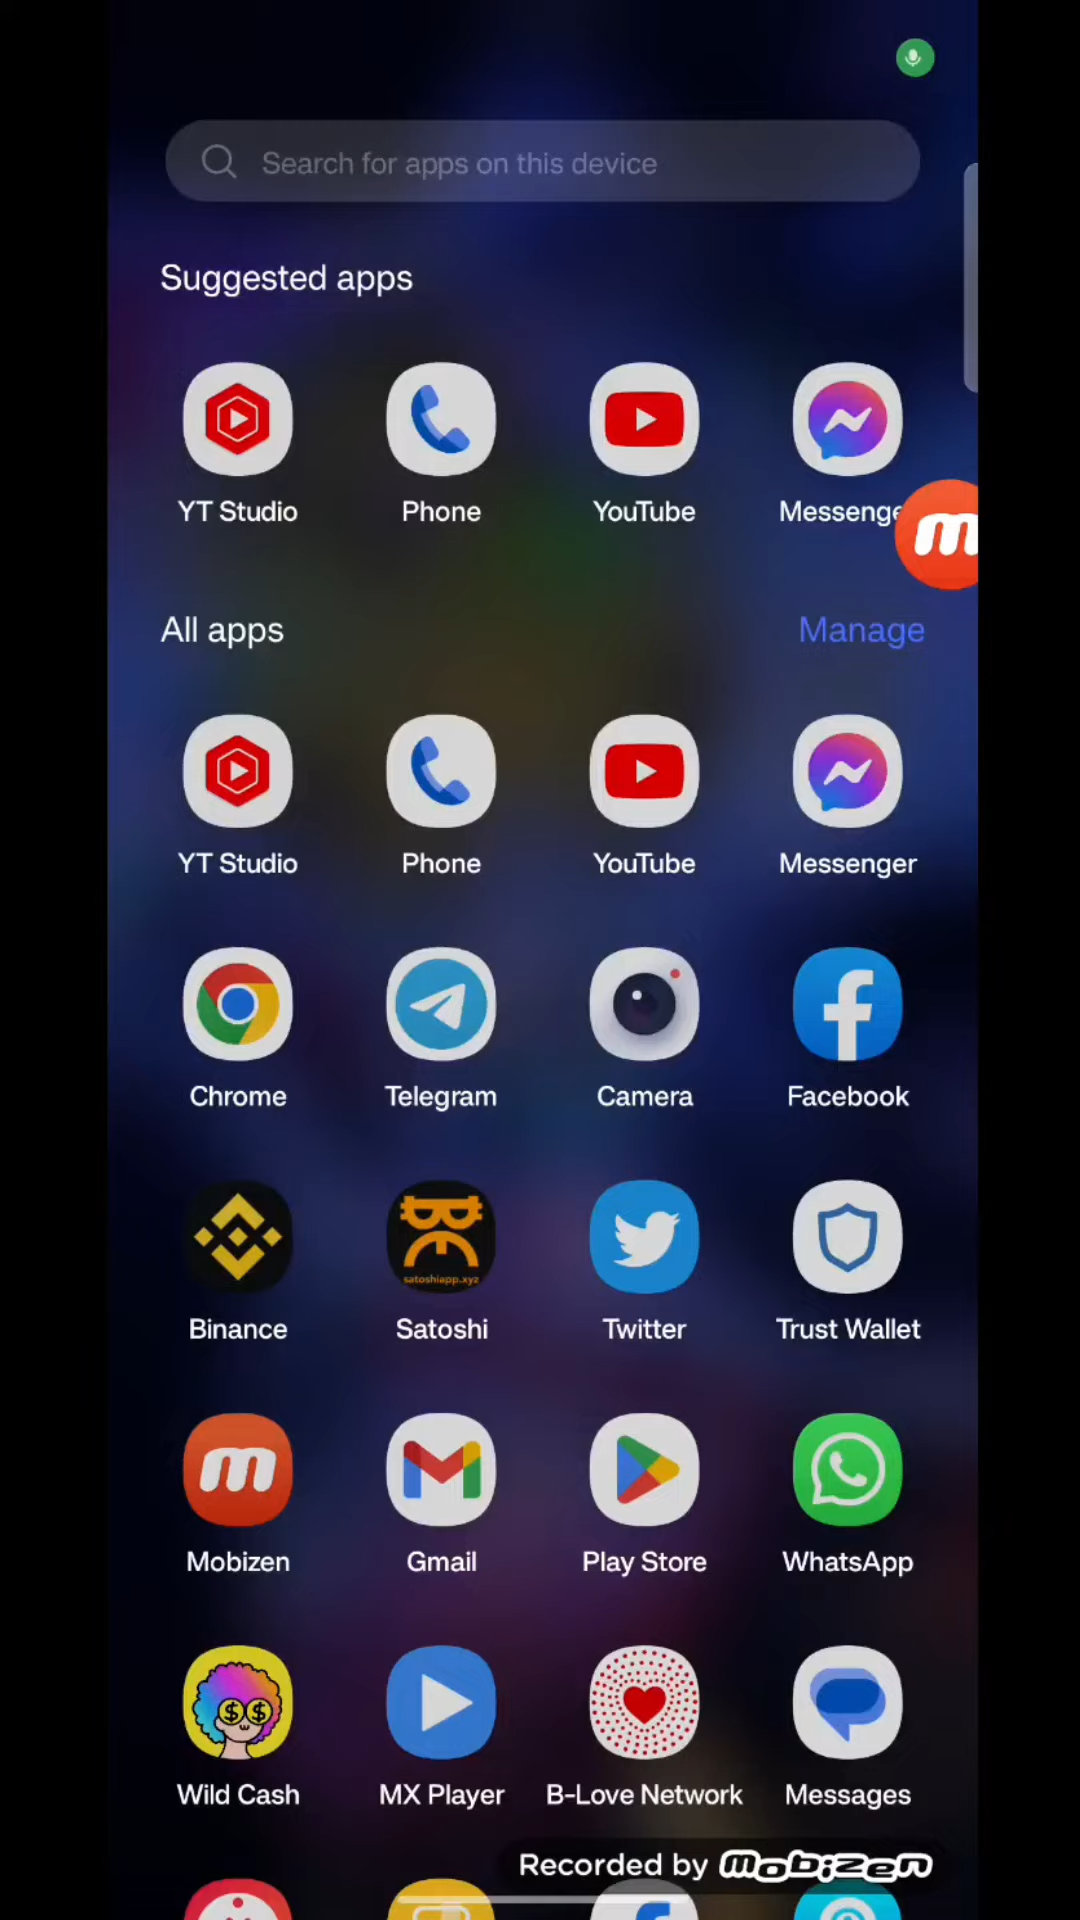 Search for apps on this device
Suggested apps
YT Studio
Phone
YouTube
Messenge
m
All apps
Manage
YT Studio
Phone
YouTube
Messenger
Chrome
Telegram
Camera
Facebook
satoshiapp.xyz
Binance
Satoshi
Twitter
Trust Wallet
m
Mobizen
Gmail
Play Store
WhatsApp
$ $
Wild Cash
MX Player
B-Love Network
Messages
Recorded by mobizen